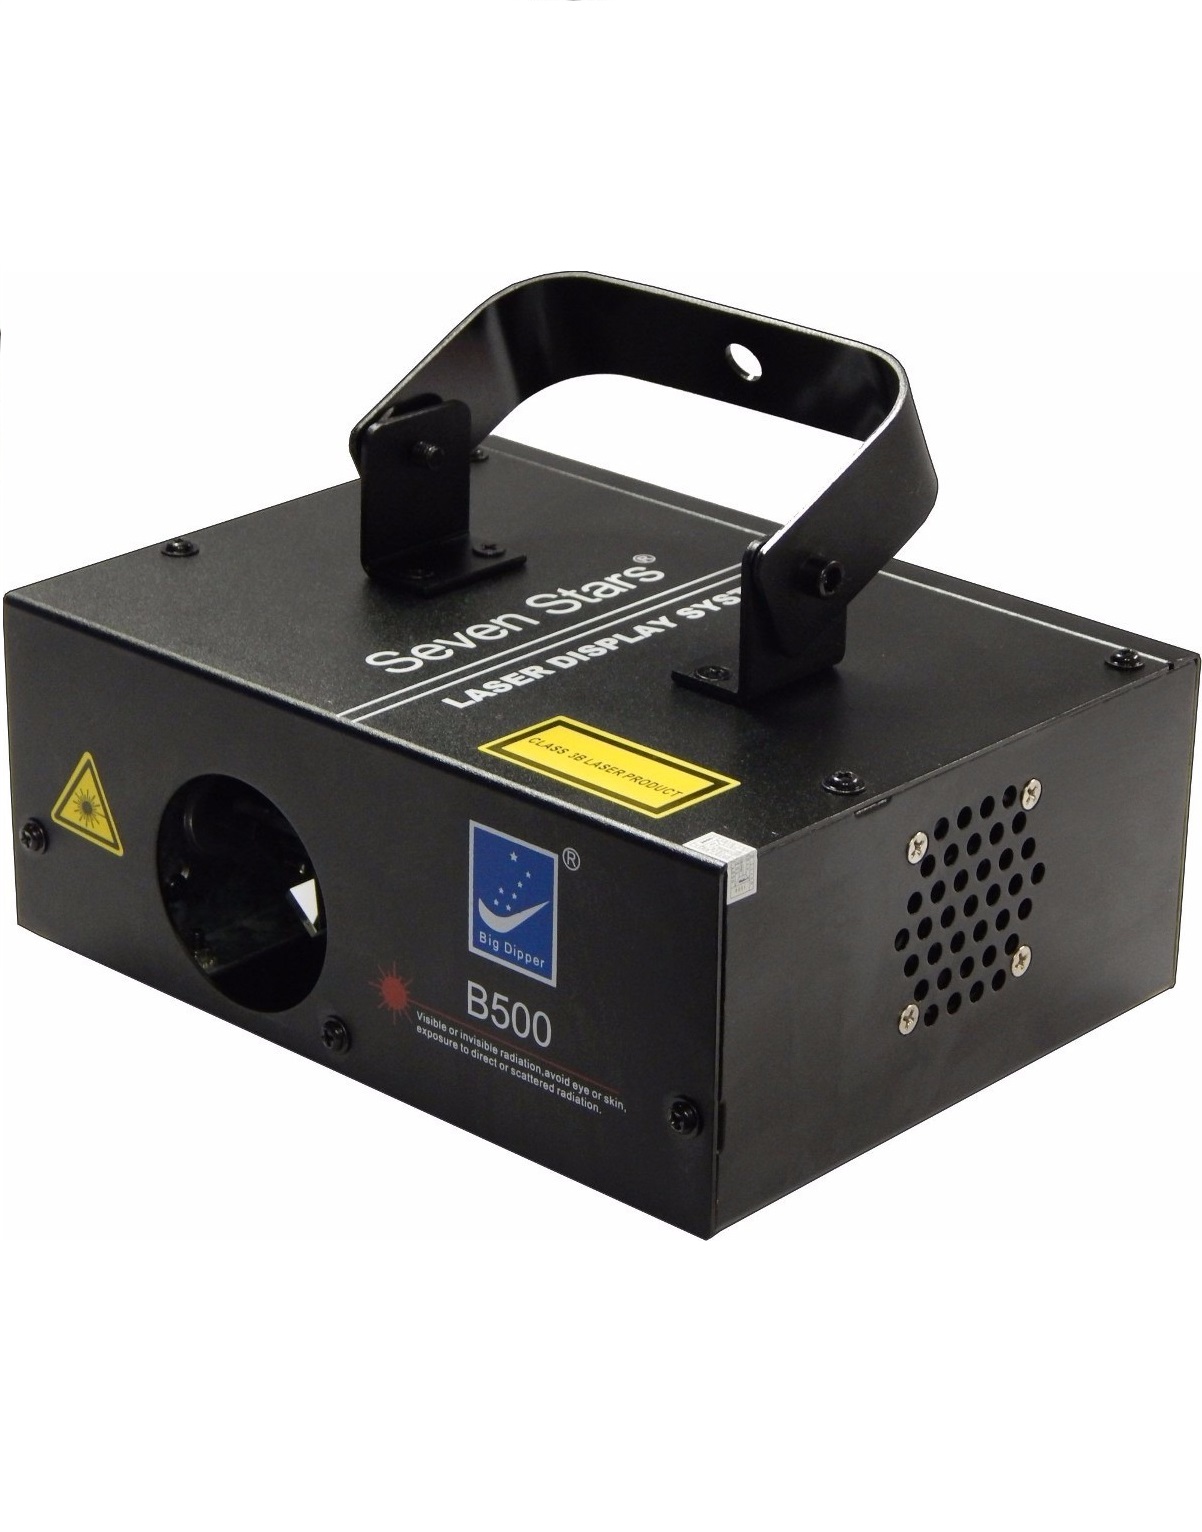 Seven Stars®
LASER DISPLAY SYST
CLASS 3B LASER PRODUCT
®
Big Dipper
B500
Visible or invisible radiation,avoid eye or skin,
exposure to direct or scattered radiation.